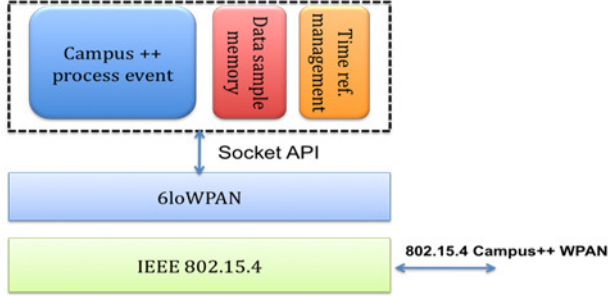 Campus ++
process event
Data sample
memory
Time ref.
management
Socket API
6loWPAN
IEEE 802.15.4
802.15.4 Campus++ WPAN